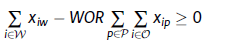 ∑_{i∈𝒲} x_{iw} − WOR ∑_{p∈𝒫} ∑_{i∈𝒪} x_{ip} ≥ 0